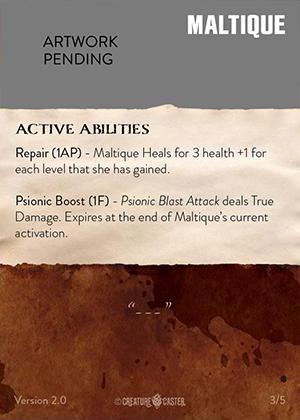 MALTIQUE
ARTWORK
PENDING
ACTIVE ABILITIES
Repair (1AP) - Maltique Heals for 3 health +1 for
each level that she has gained.
Psionic Boost (1F) - Psionic Blast Attack deals True
Damage. Expires at the end of Maltique's current
activation.
“_ _ _”
Version 2.0
© CREATURE CASTER
3/5